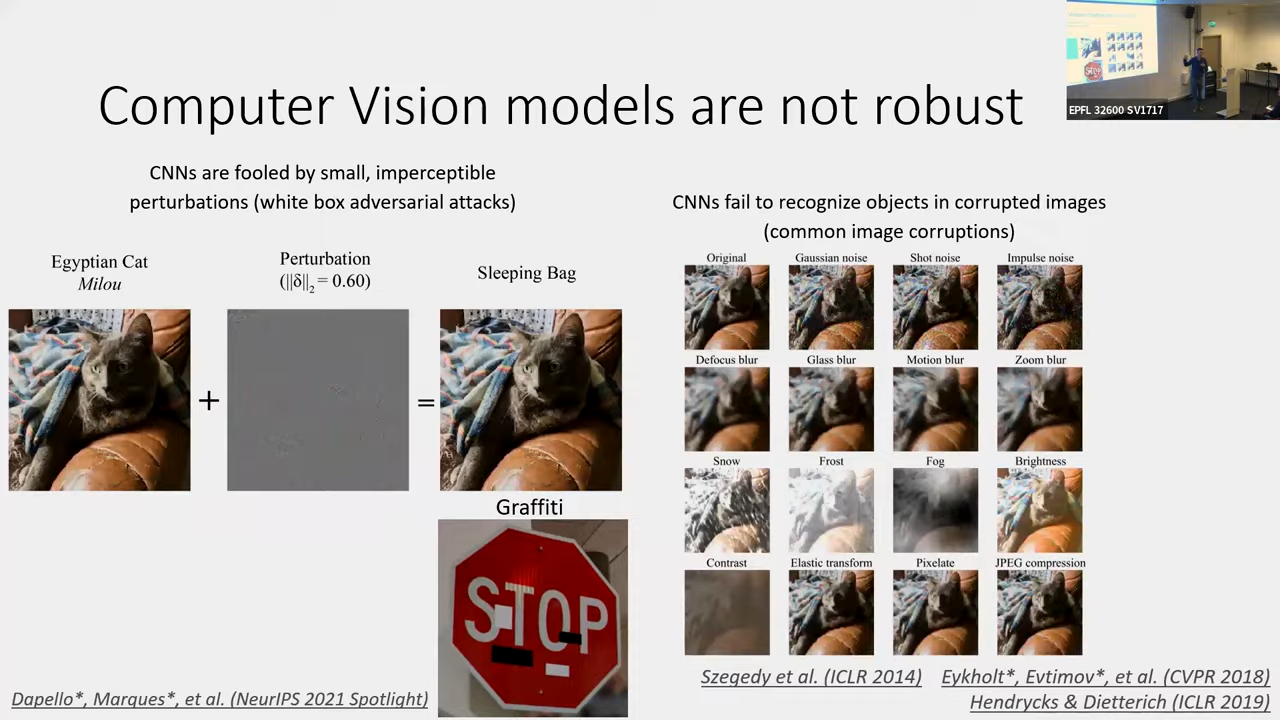 EPFL 32600 SV1717
Computer Vision models are not robust
CNNs are fooled by small, imperceptible
perturbations (white box adversarial attacks)
Egyptian Cat
Milou
Perturbation
(||δ||₂ = 0.60)
Sleeping Bag
+
=
Graffiti
STOP
Dapello*, Marques*, et al. (NeurIPS 2021 Spotlight)
CNNs fail to recognize objects in corrupted images
(common image corruptions)
Original Gaussian noise Shot noise Impulse noise
Defocus blur Glass blur Motion blur Zoom blur
Snow Frost Fog Brightness
Contrast Elastic transform Pixelate JPEG compression
Szegedy et al. (ICLR 2014) Eykholt*, Evtimov*, et al. (CVPR 2018)
Hendrycks & Dietterich (ICLR 2019)